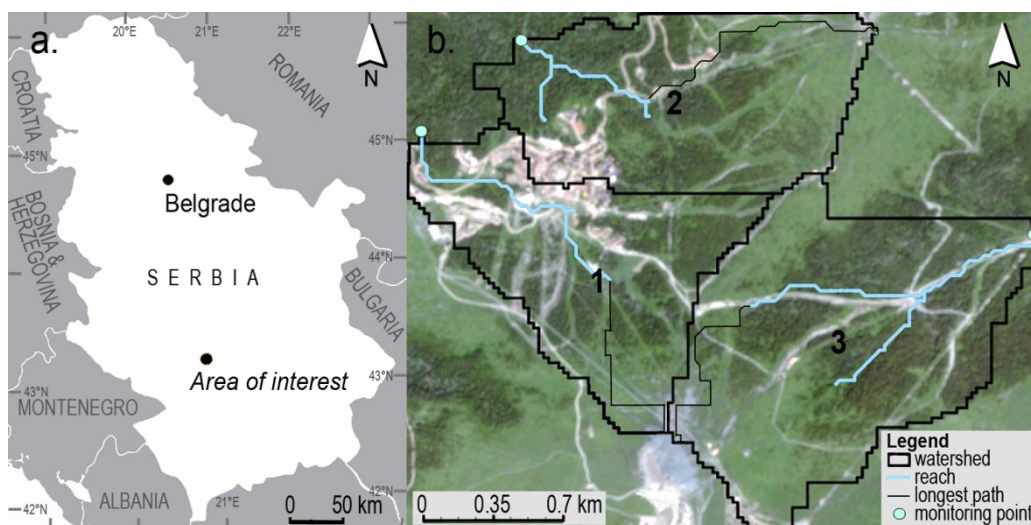 a.
20°E
21°E
N
ROMANIA
CROATIA
45°N
Belgrade
BOSNIA &
HERZEGOVINA
SERBIA
44°N
BULGARIA
Area of interest
43°N
MONTENEGRO
ALBANIA
42°N
21°E
0 50 km
b.
N
45°N
2
44°N
1
3
43°N
42°N
0 0.35 0.7 km
Legend
watershed
reach
longest path
monitoring point